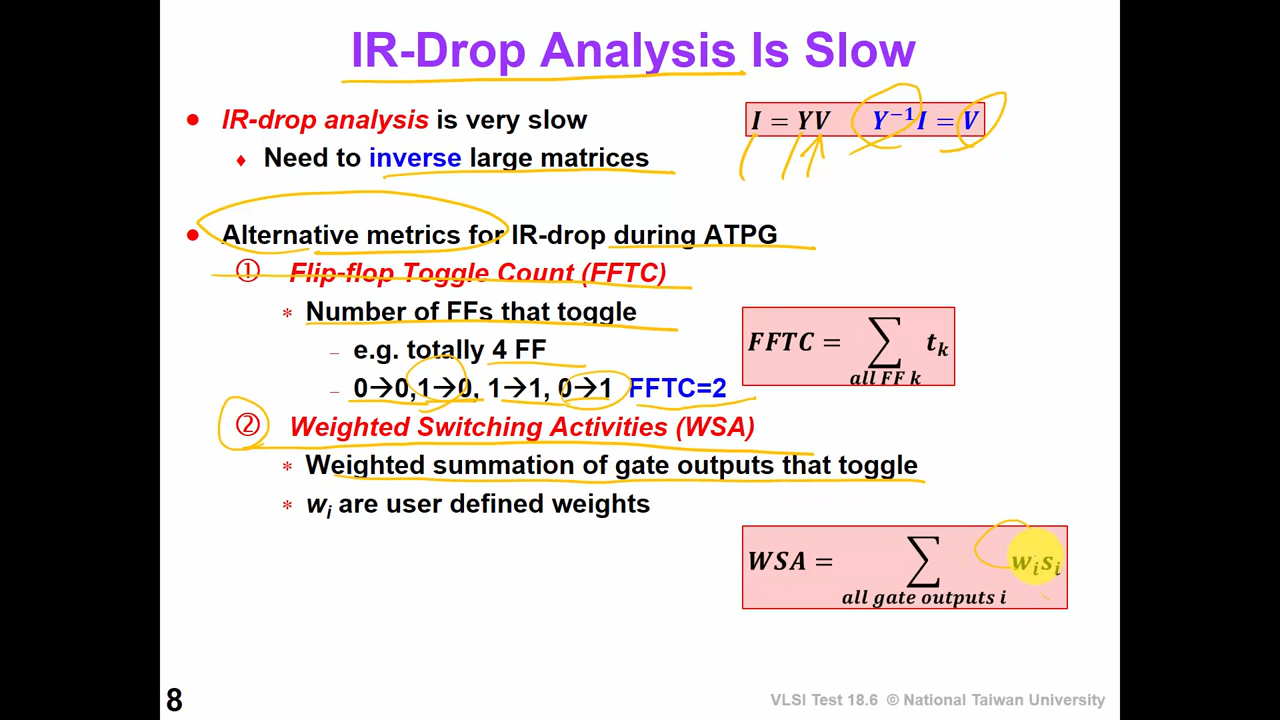 IR-Drop Analysis Is Slow
• IR-drop analysis is very slow
I = YV Y⁻¹I = V
♦ Need to inverse large matrices
• Alternative metrics for IR-drop during ATPG
① Flip-flop Toggle Count (FFTC)
* Number of FFs that toggle
– e.g. totally 4 FF
FFTC = ∑ tₖ
all FF k
– 0→0, 1→0, 1→1, 0→1 FFTC=2
② Weighted Switching Activities (WSA)
* Weighted summation of gate outputs that toggle
* wᵢ are user defined weights
WSA = ∑ wᵢsᵢ
all gate outputs i
8
VLSI Test 18.6 © National Taiwan University